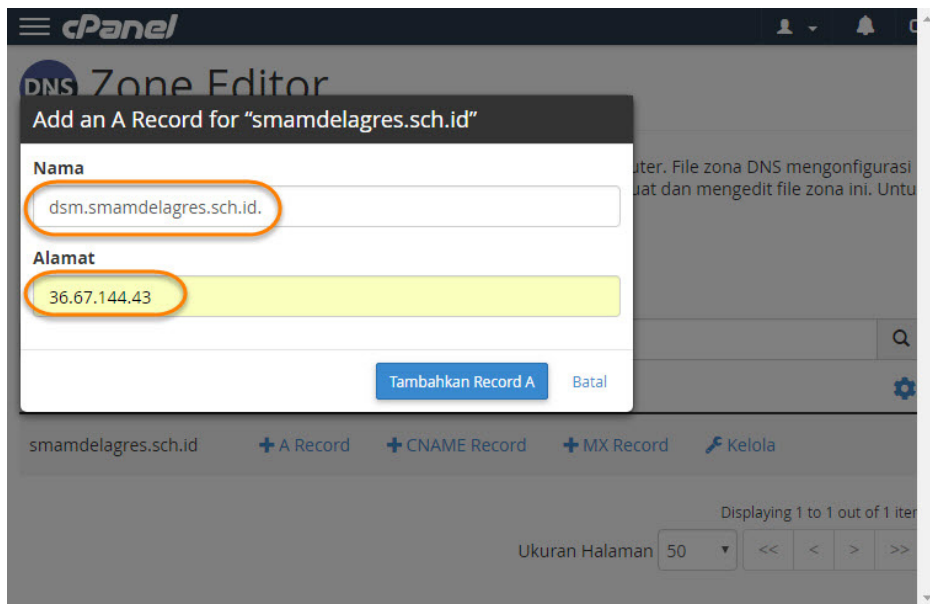 cPanel
DNS Zone Editor
Add an A Record for “smamdelagres.sch.id”
Nama
uter. File zona DNS mengonfigurasi
dsm.smamdelagres.sch.id.
uat dan mengedit file zona ini. Untu
Alamat
36.67.144.43
Tambahkan Record A Batal
smamdelagres.sch.id A Record CNAME Record MX Record Kelola
Displaying 1 to 1 out of 1 iter
Ukuran Halaman 50 << < > >>